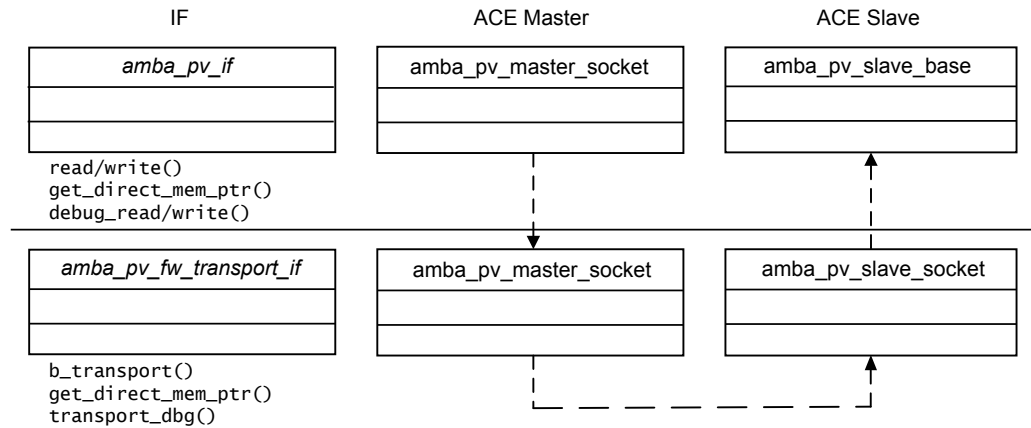 IF
ACE Master
ACE Slave
amba_pv_if
amba_pv_master_socket
amba_pv_slave_base
read/write()
get_direct_mem_ptr()
debug_read/write()
amba_pv_fw_transport_if
amba_pv_master_socket
amba_pv_slave_socket
b_transport()
get_direct_mem_ptr()
transport_dbg()